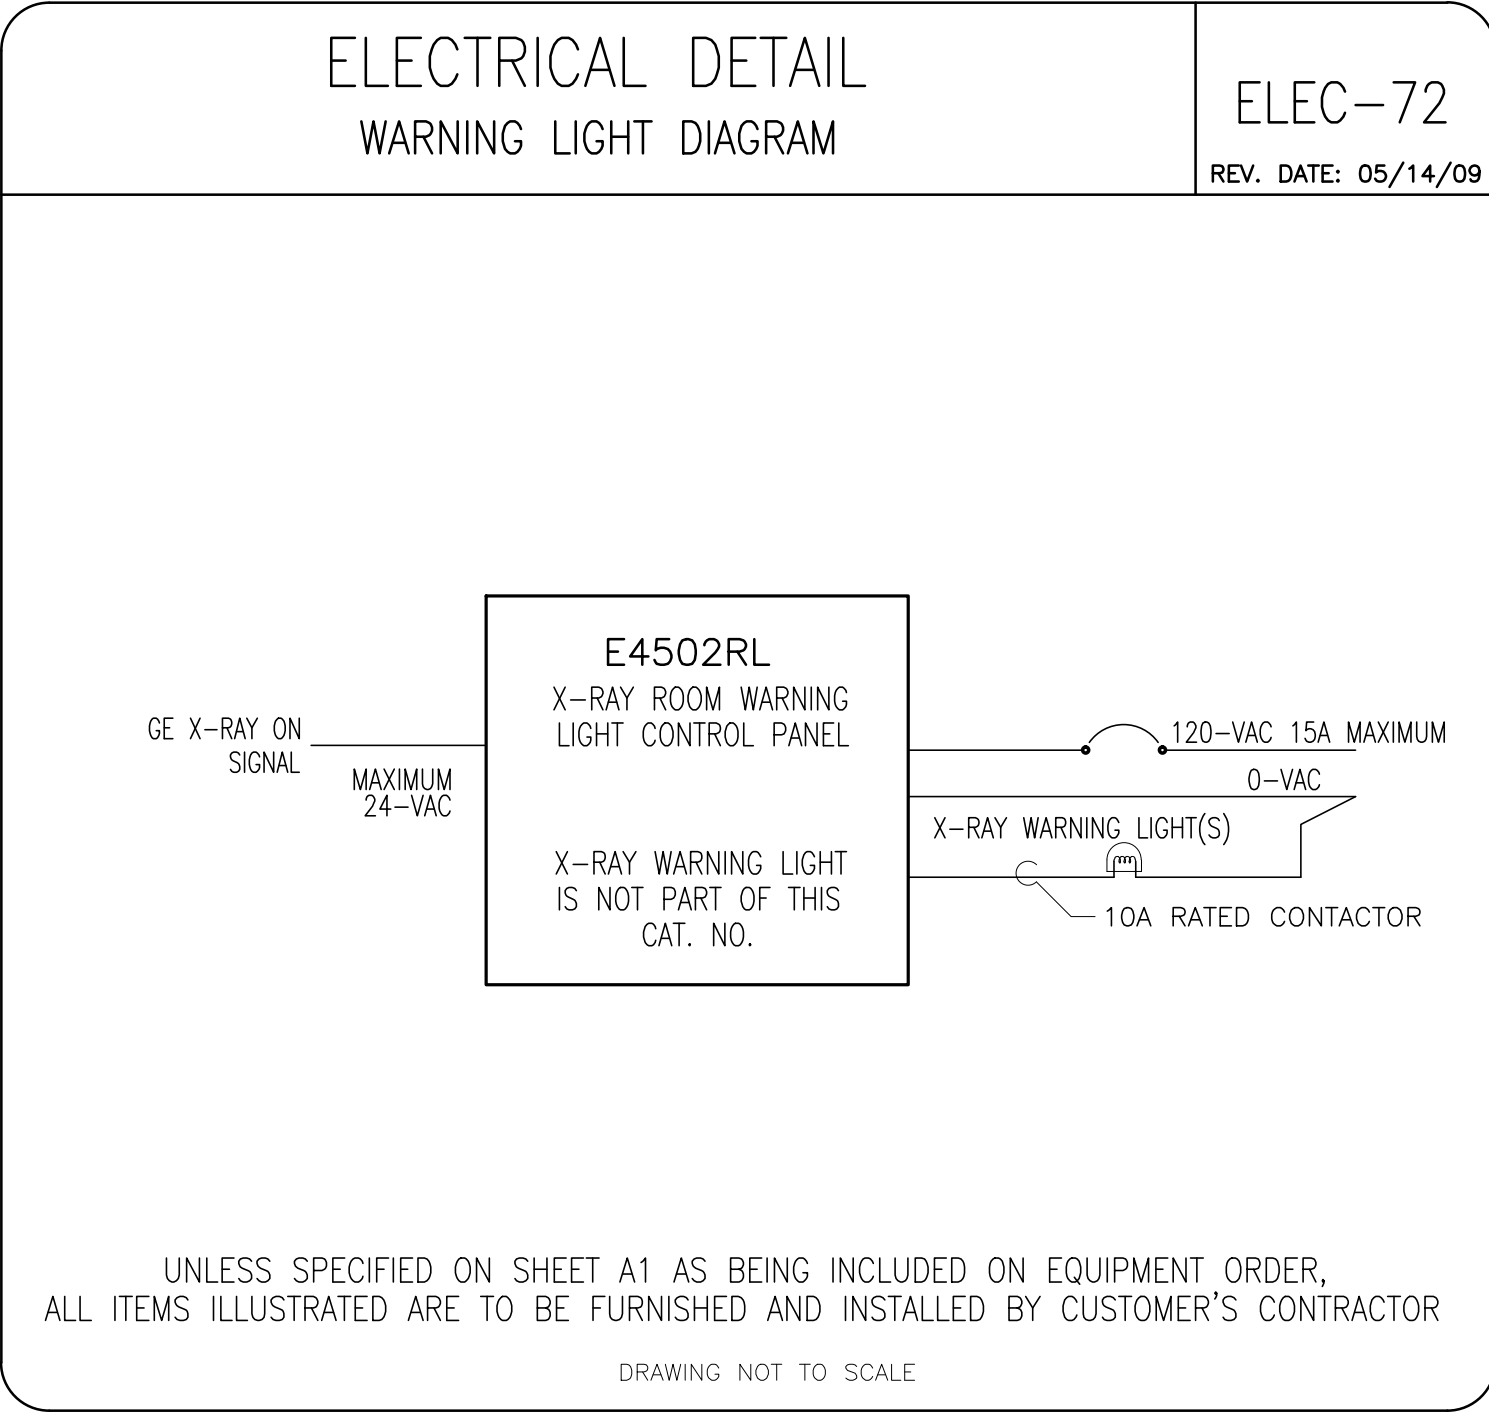 ELECTRICAL DETAIL
WARNING LIGHT DIAGRAM
ELEC-72
REV. DATE: 05/14/09
E4502RL
X-RAY ROOM WARNING
LIGHT CONTROL PANEL
GE X-RAY ON
SIGNAL
MAXIMUM
24-VAC
120-VAC 15A MAXIMUM
0-VAC
X-RAY WARNING LIGHT(S)
10A RATED CONTACTOR
X-RAY WARNING LIGHT
IS NOT PART OF THIS
CAT. NO.
UNLESS SPECIFIED ON SHEET A1 AS BEING INCLUDED ON EQUIPMENT ORDER,
ALL ITEMS ILLUSTRATED ARE TO BE FURNISHED AND INSTALLED BY CUSTOMER'S CONTRACTOR
DRAWING NOT TO SCALE